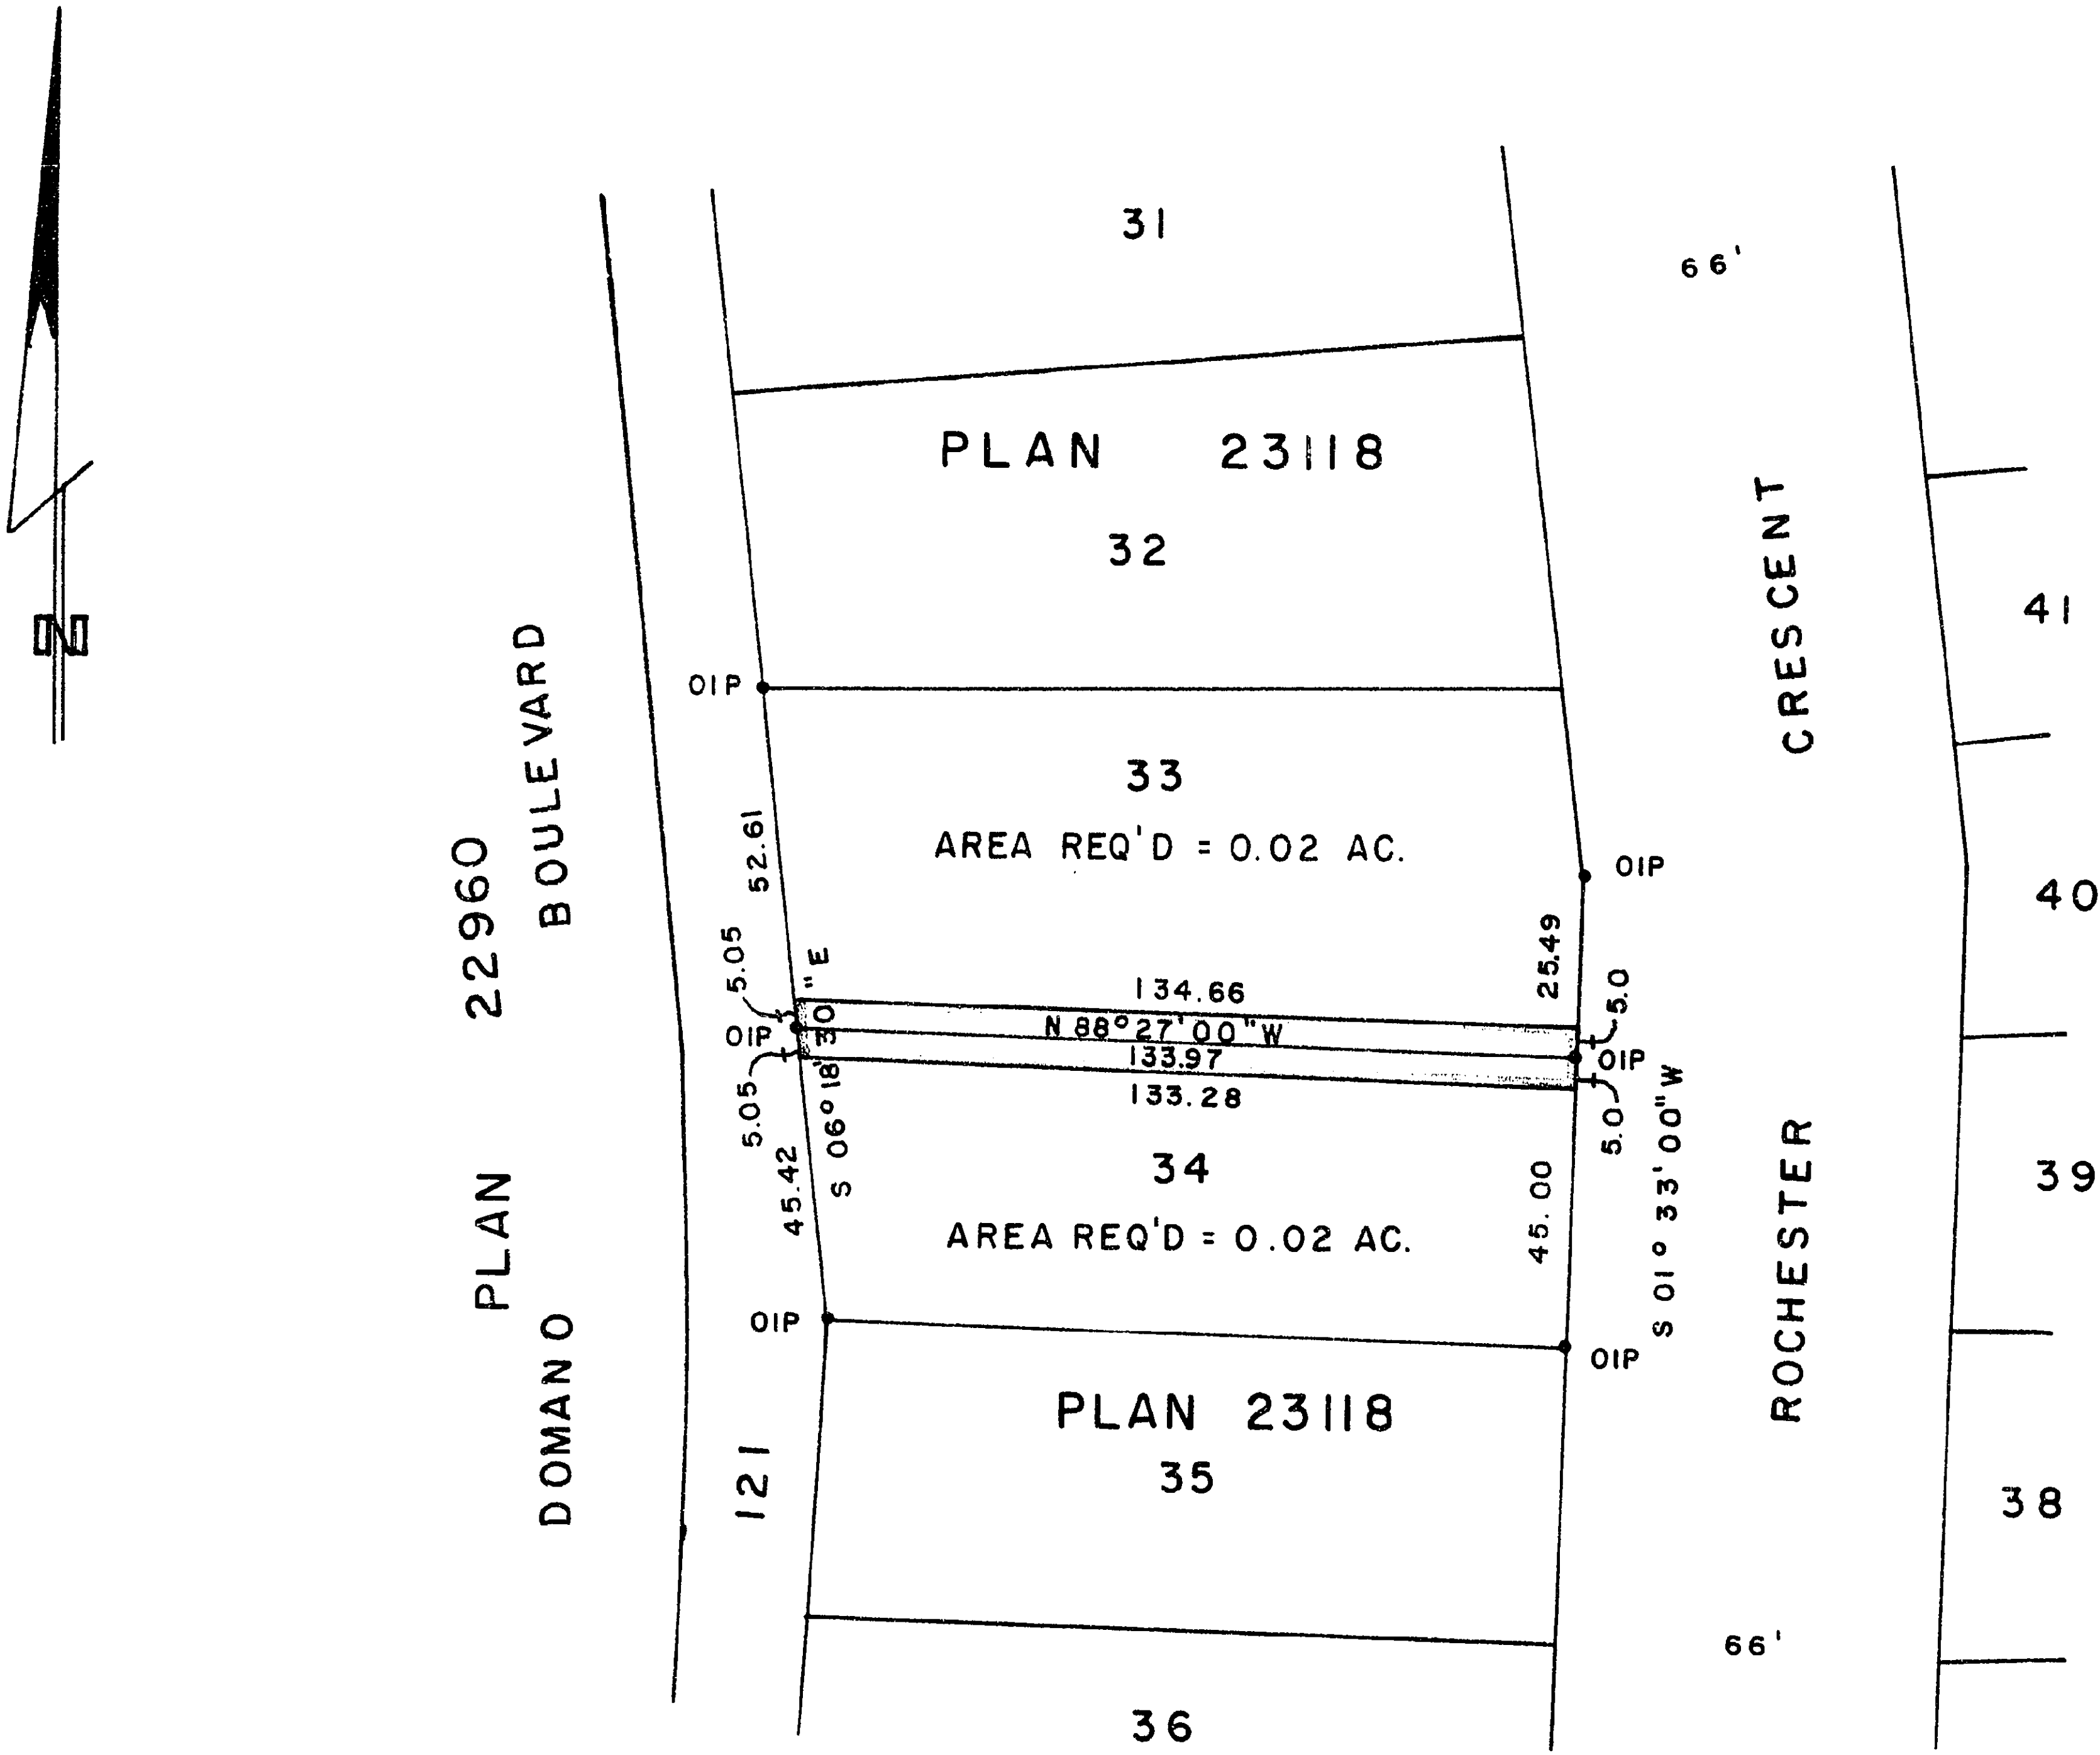 N
31
66'
PLAN 23118
32
CRESCENT
41
OIP
BOULEVARD
33
AREA REQ'D = 0.02 AC.
OIP
40
PLAN 22960
52.61
25.49
5.05
134.66
5.0
OIP
N 88°27'00"W
OIP
133.97
5.05
133.28
5.0
S 06°18'30"E
S 01°33'00"W
45.42
34
45.00
39
AREA REQ'D = 0.02 AC.
ROCHESTER
OIP
OIP
DOMANO
PLAN 23118
121
35
38
66'
36